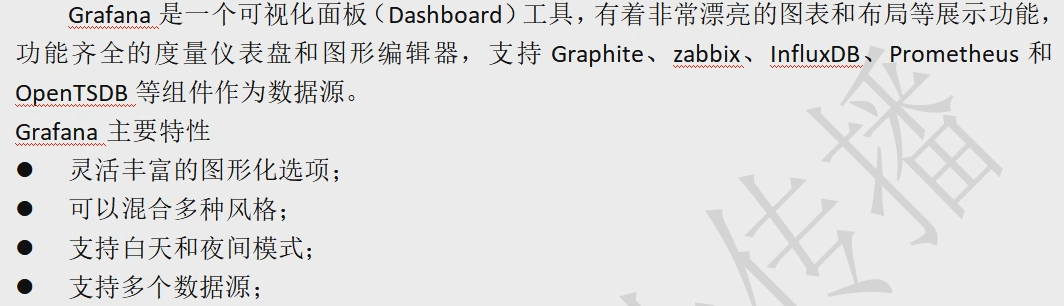 Grafana 是一个可视化面板（Dashboard）工具，有着非常漂亮的图表和布局等展示功能，
功能齐全的度量仪表盘和图形编辑器，支持 Graphite、zabbix、InfluxDB、Prometheus 和
OpenTSDB 等组件作为数据源。
Grafana 主要特性
● 灵活丰富的图形化选项；
● 可以混合多种风格；
● 支持白天和夜间模式；
● 支持多个数据源；
传播